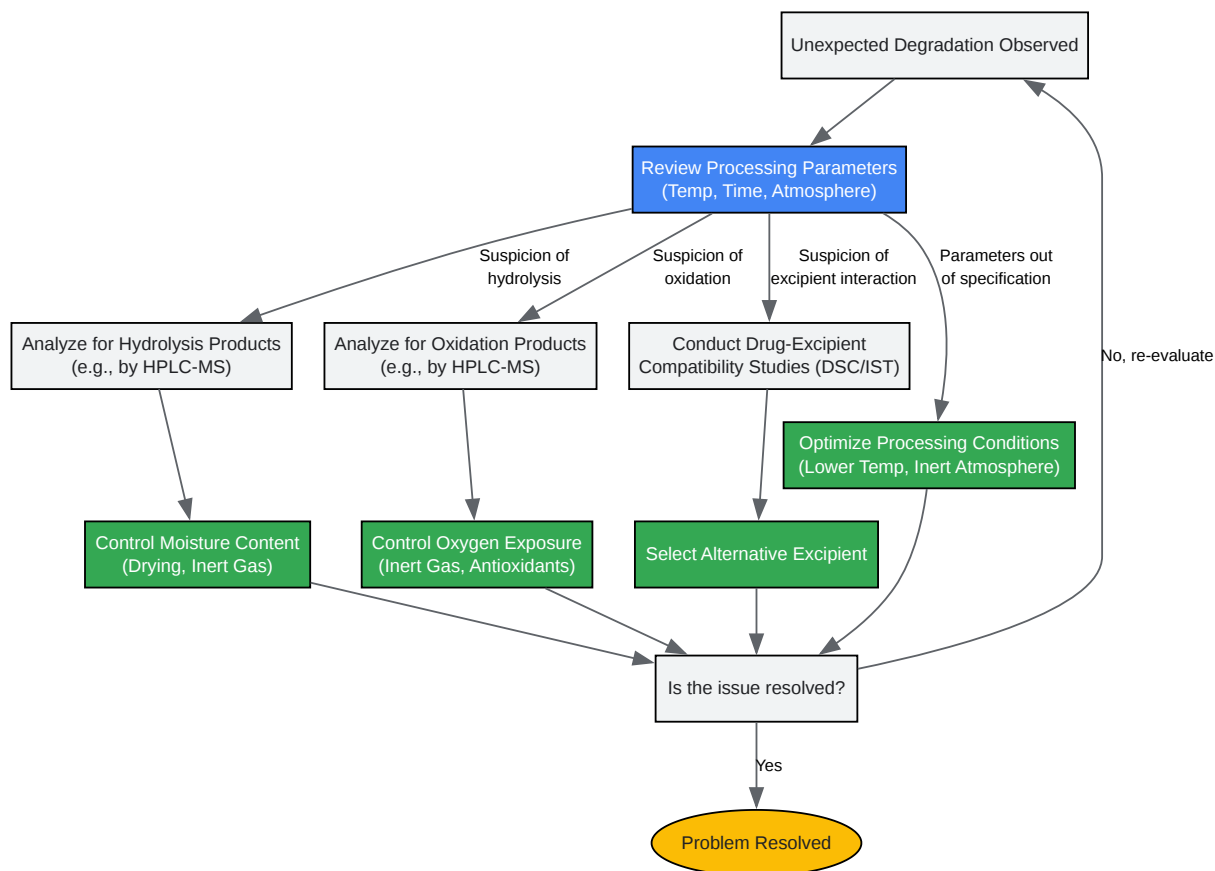 Unexpected Degradation Observed
Review Processing Parameters
(Temp, Time, Atmosphere)
Suspicion of
hydrolysis
Suspicion of
oxidation
Suspicion of
excipient interaction
Parameters out
of specification
Analyze for Hydrolysis Products
(e.g., by HPLC-MS)
Analyze for Oxidation Products
(e.g., by HPLC-MS)
Conduct Drug-Excipient
Compatibility Studies (DSC/IST)
No, re-evaluate
Optimize Processing Conditions
(Lower Temp, Inert Atmosphere)
Control Moisture Content
(Drying, Inert Gas)
Control Oxygen Exposure
(Inert Gas, Antioxidants)
Select Alternative Excipient
Is the issue resolved?
Yes
Problem Resolved